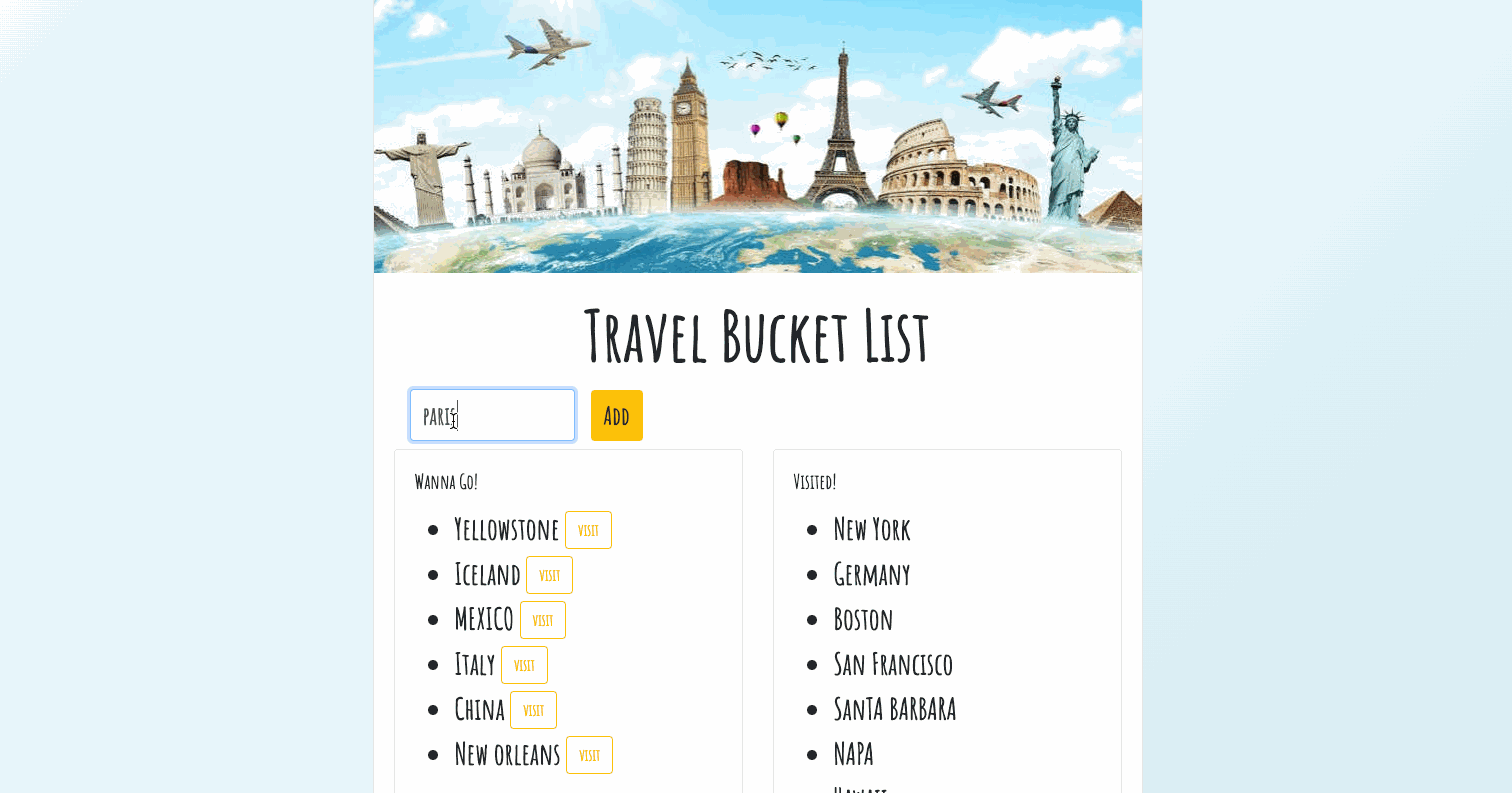 Travel Bucket List
PARIS
Add
Wanna Go!
Yellowstone VISIT
Iceland VISIT
MEXICO VISIT
Italy VISIT
China VISIT
New orleans VISIT
Visited!
New York
Germany
Boston
San Francisco
SanTA BARBARA
NAPA
Hawaii